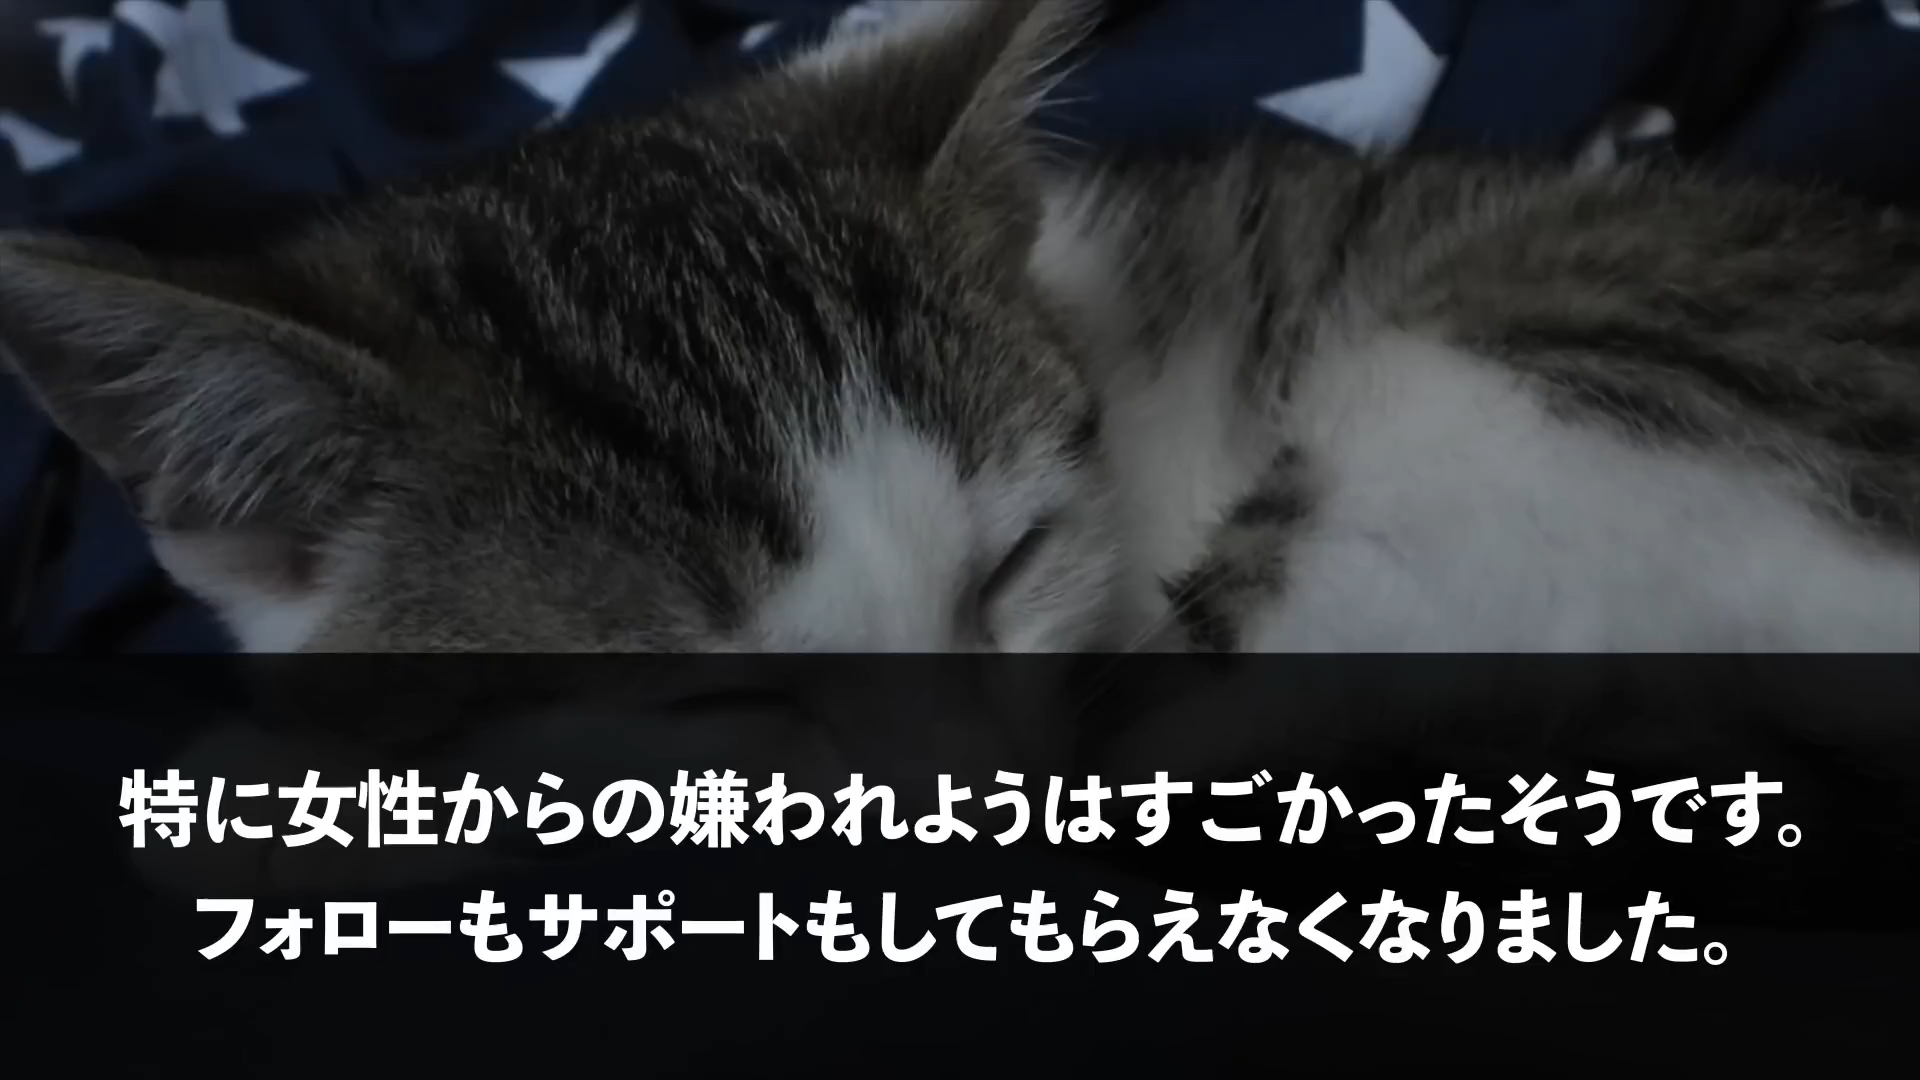 特に女性からの嫌われようはすごかったそうです。
フォローもサポートもしてもらえなくなりました。